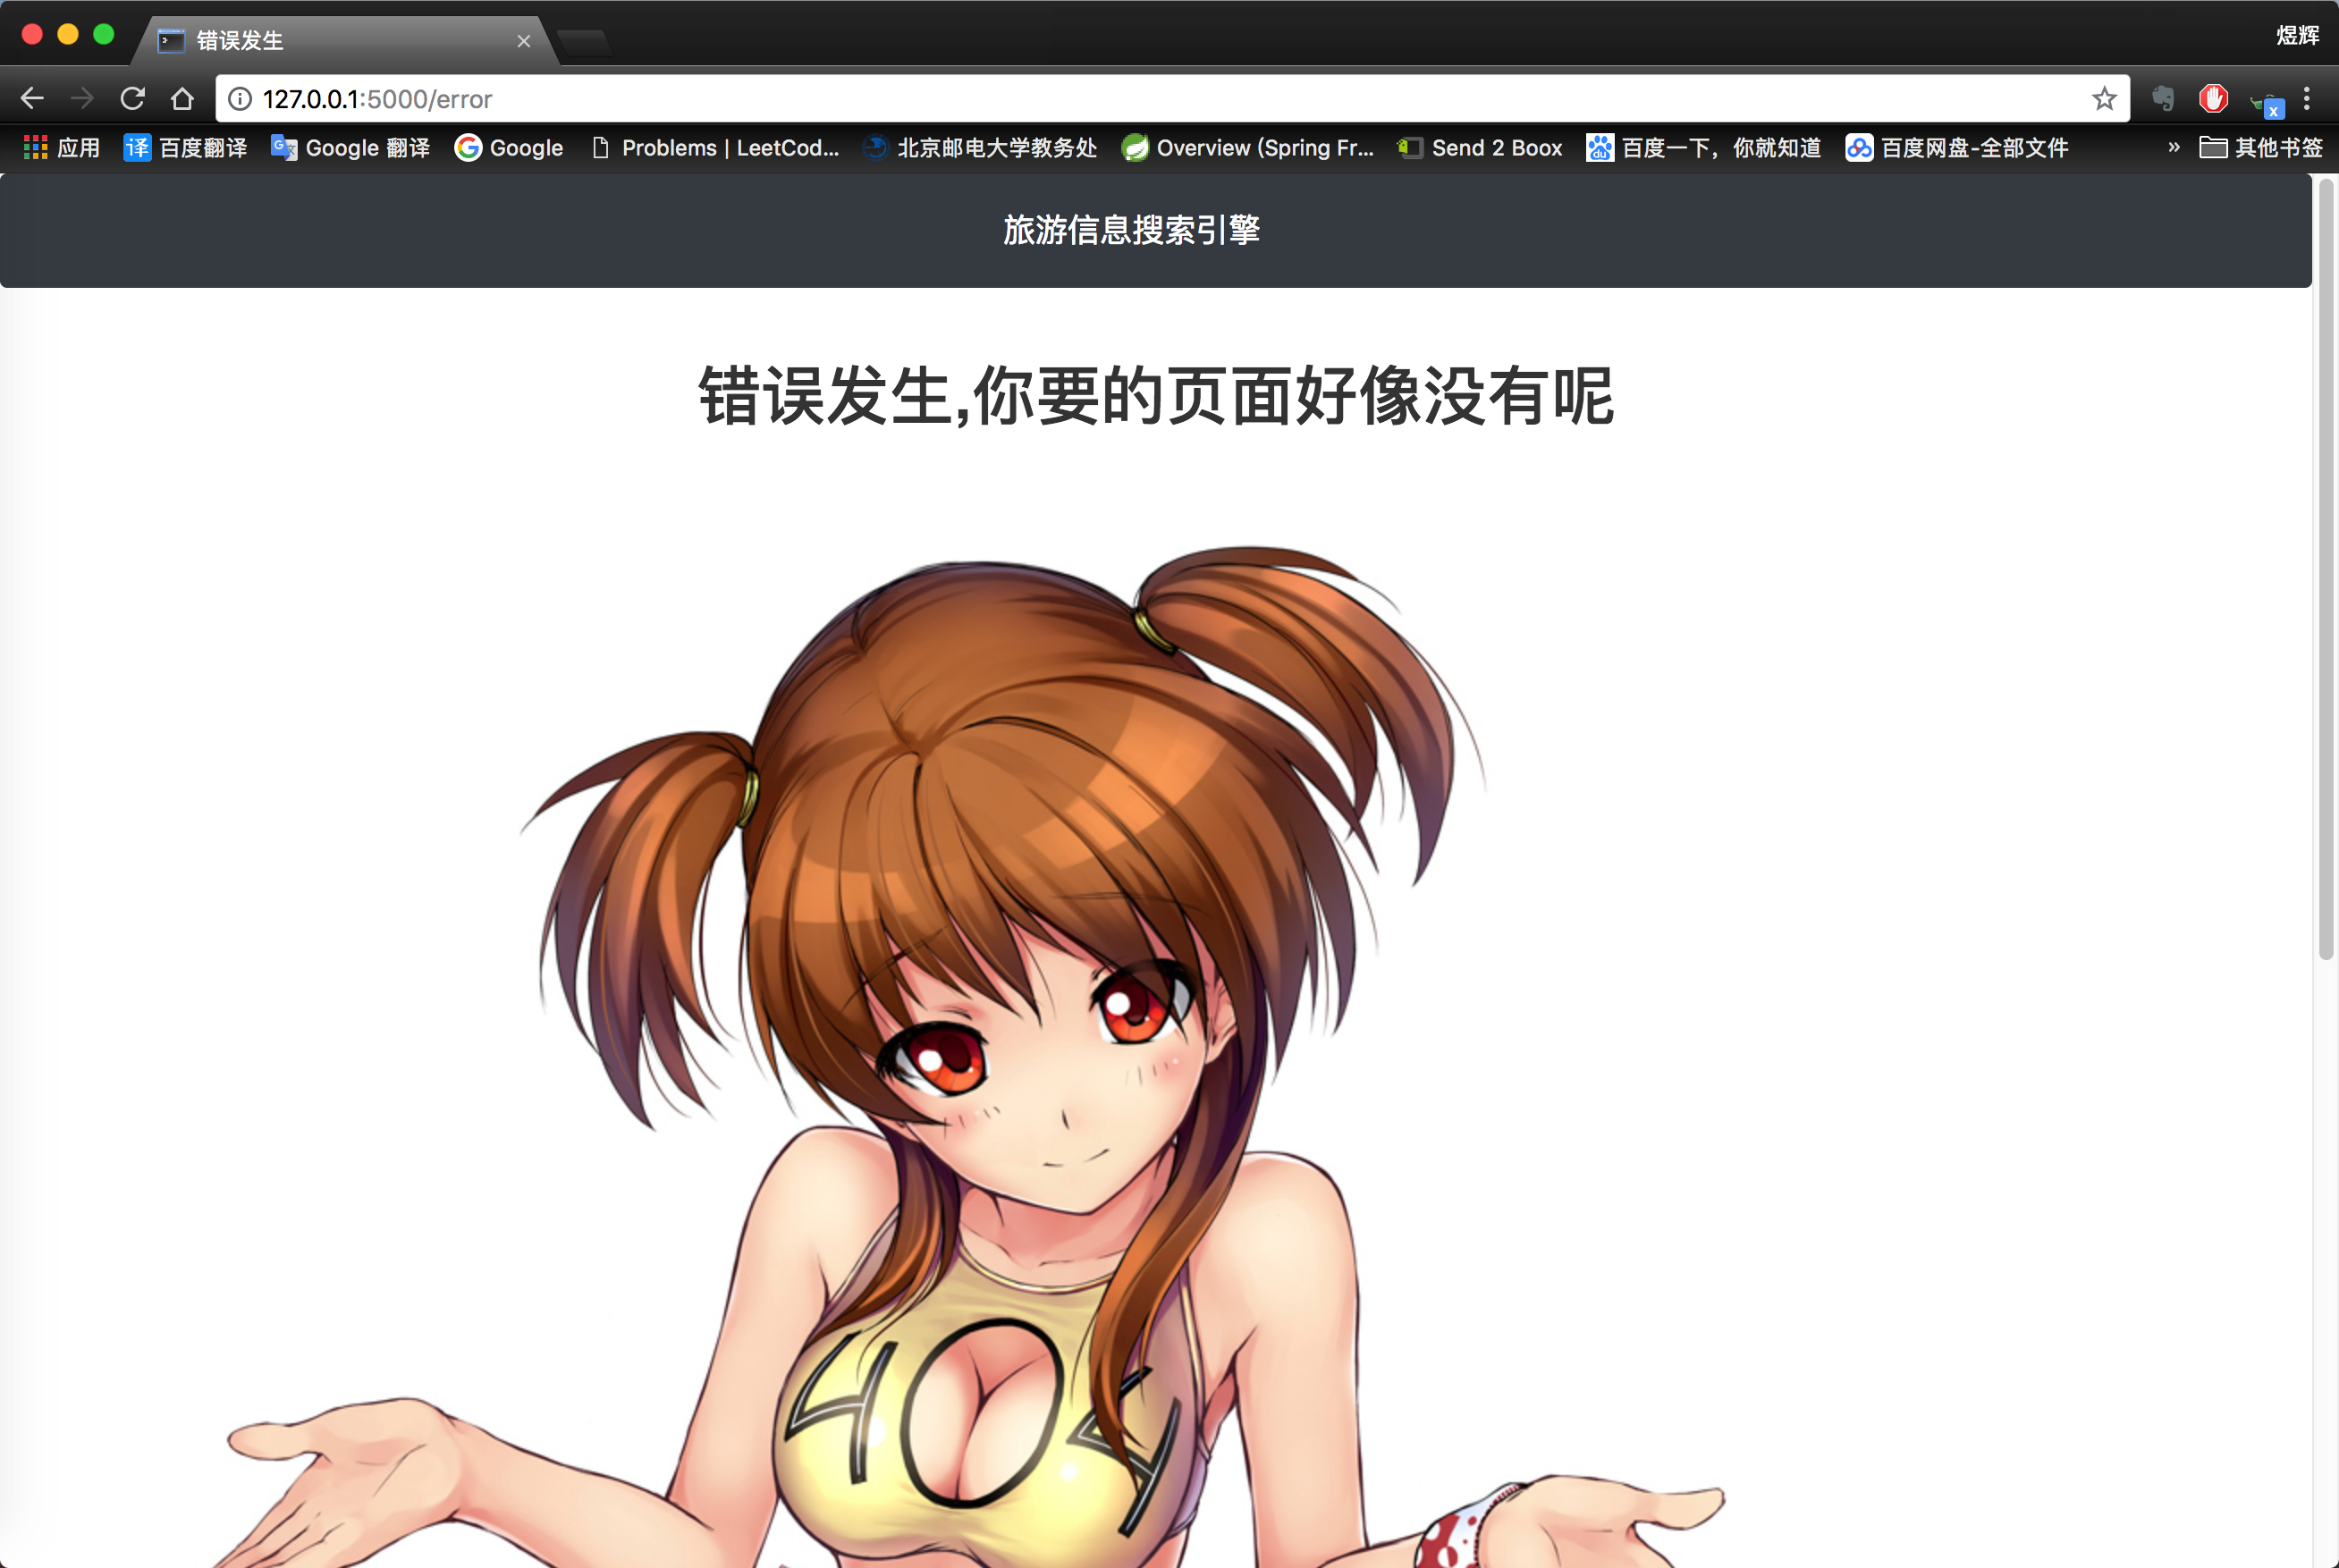 错误发生
煜辉
127.0.0.1:5000/error
应用 百度翻译 Google 翻译 Google Problems | LeetCod... 北京邮电大学教务处 Overview (Spring Fr... Send 2 Boox 百度一下，你就知道 百度网盘-全部文件 » 其他书签
旅游信息搜索引擎
错误发生,你要的页面好像没有呢
404